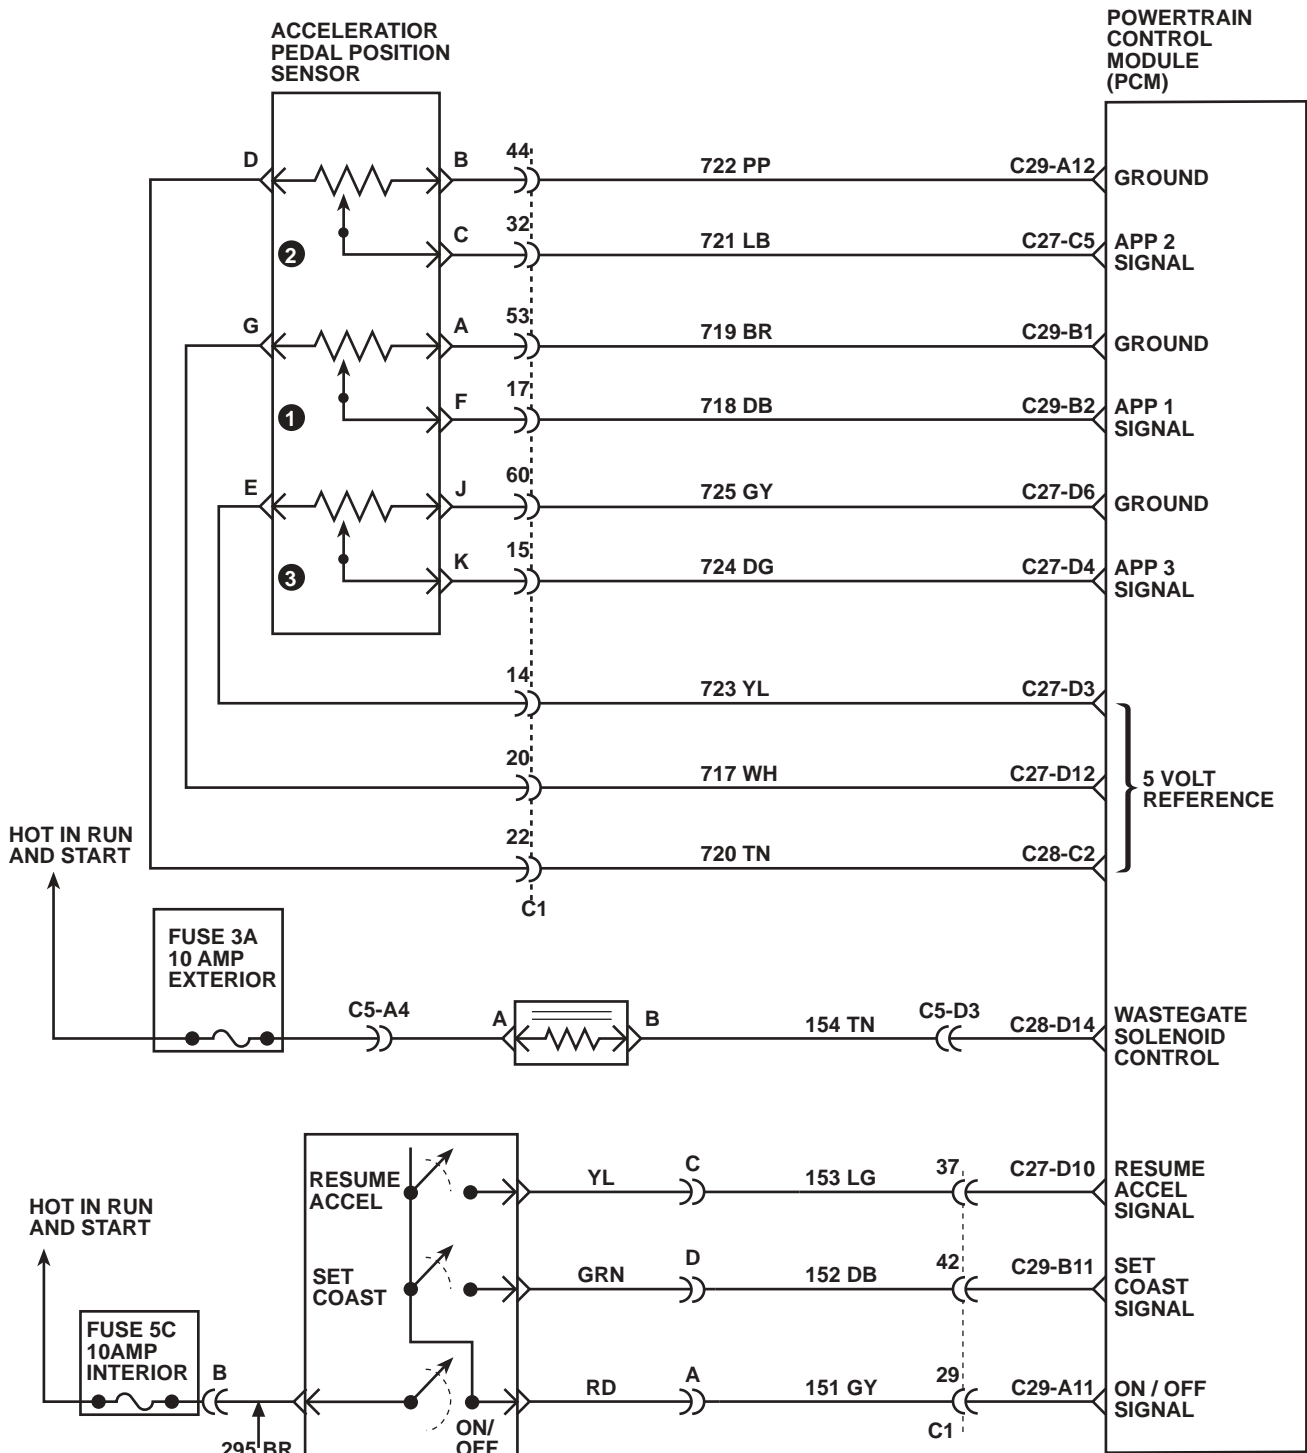 ACCELERATIOR
PEDAL POSITION
SENSOR
POWERTRAIN
CONTROL
MODULE
(PCM)
D
B
44
722 PP
C29-A12
GROUND
2
C
32
721 LB
C27-C5
APP 2
SIGNAL
G
A
53
719 BR
C29-B1
GROUND
1
F
17
718 DB
C29-B2
APP 1
SIGNAL
E
J
60
725 GY
C27-D6
GROUND
3
K
15
724 DG
C27-D4
APP 3
SIGNAL
14
723 YL
C27-D3
20
717 WH
C27-D12
5 VOLT
REFERENCE
22
720 TN
C28-C2
C1
HOT IN RUN
AND START
FUSE 3A
10 AMP
EXTERIOR
C5-A4
A
B
154 TN
C5-D3
C28-D14
WASTEGATE
SOLENOID
CONTROL
RESUME
ACCEL
YL
C
153 LG
37
C27-D10
RESUME
ACCEL
SIGNAL
HOT IN RUN
AND START
SET
COAST
GRN
D
152 DB
42
C29-B11
SET
COAST
SIGNAL
FUSE 5C
10AMP
INTERIOR
B
295 BR
ON/
OFF
RD
A
151 GY
29
C1
C29-A11
ON / OFF
SIGNAL